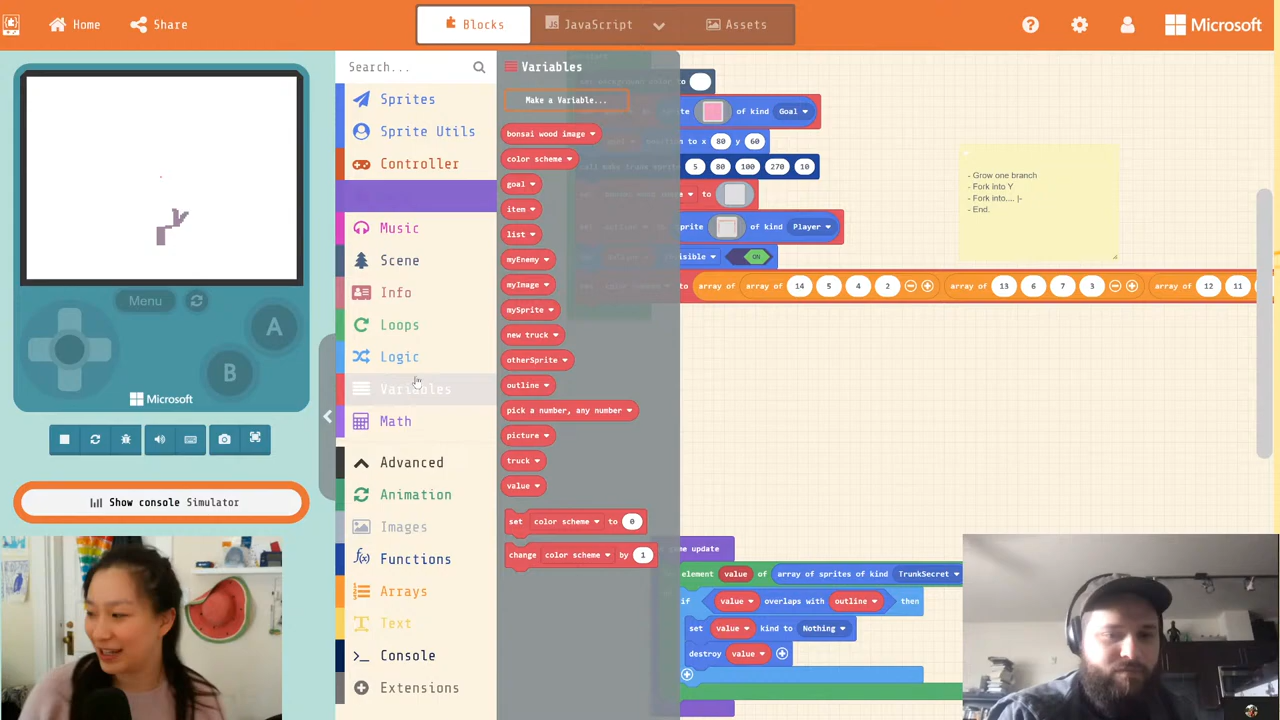 Home
Share
Blocks
JavaScript
Assets
Microsoft
Search...
Variables
Make a Variable...
Sprites
Sprite Utils
Controller
Music
Scene
Info
Loops
Logic
Variables
Math
Advanced
Animation
Images
Functions
Arrays
Text
Console
Extensions
bonsai wood image
color scheme
goal
item
list
myEnemy
myImage
mySprite
new truck
otherSprite
outline
pick a number, any number
picture
truck
value
set color scheme to 0
change color scheme by 1
of kind Goal
to x 80 y 60
5 80 100 270 10
to
sprite of kind Player
ON
to array of array of 14 5 4 2 array of 13 6 7 3 array of 12 11
- Grow one branch
- Fork into Y
- Fork into.... |-
- End.
update
element value of array of sprites of kind TrunkSecret
if value overlaps with outline then
set value kind to Nothing
destroy value
Menu
A
B
Microsoft
Show console Simulator